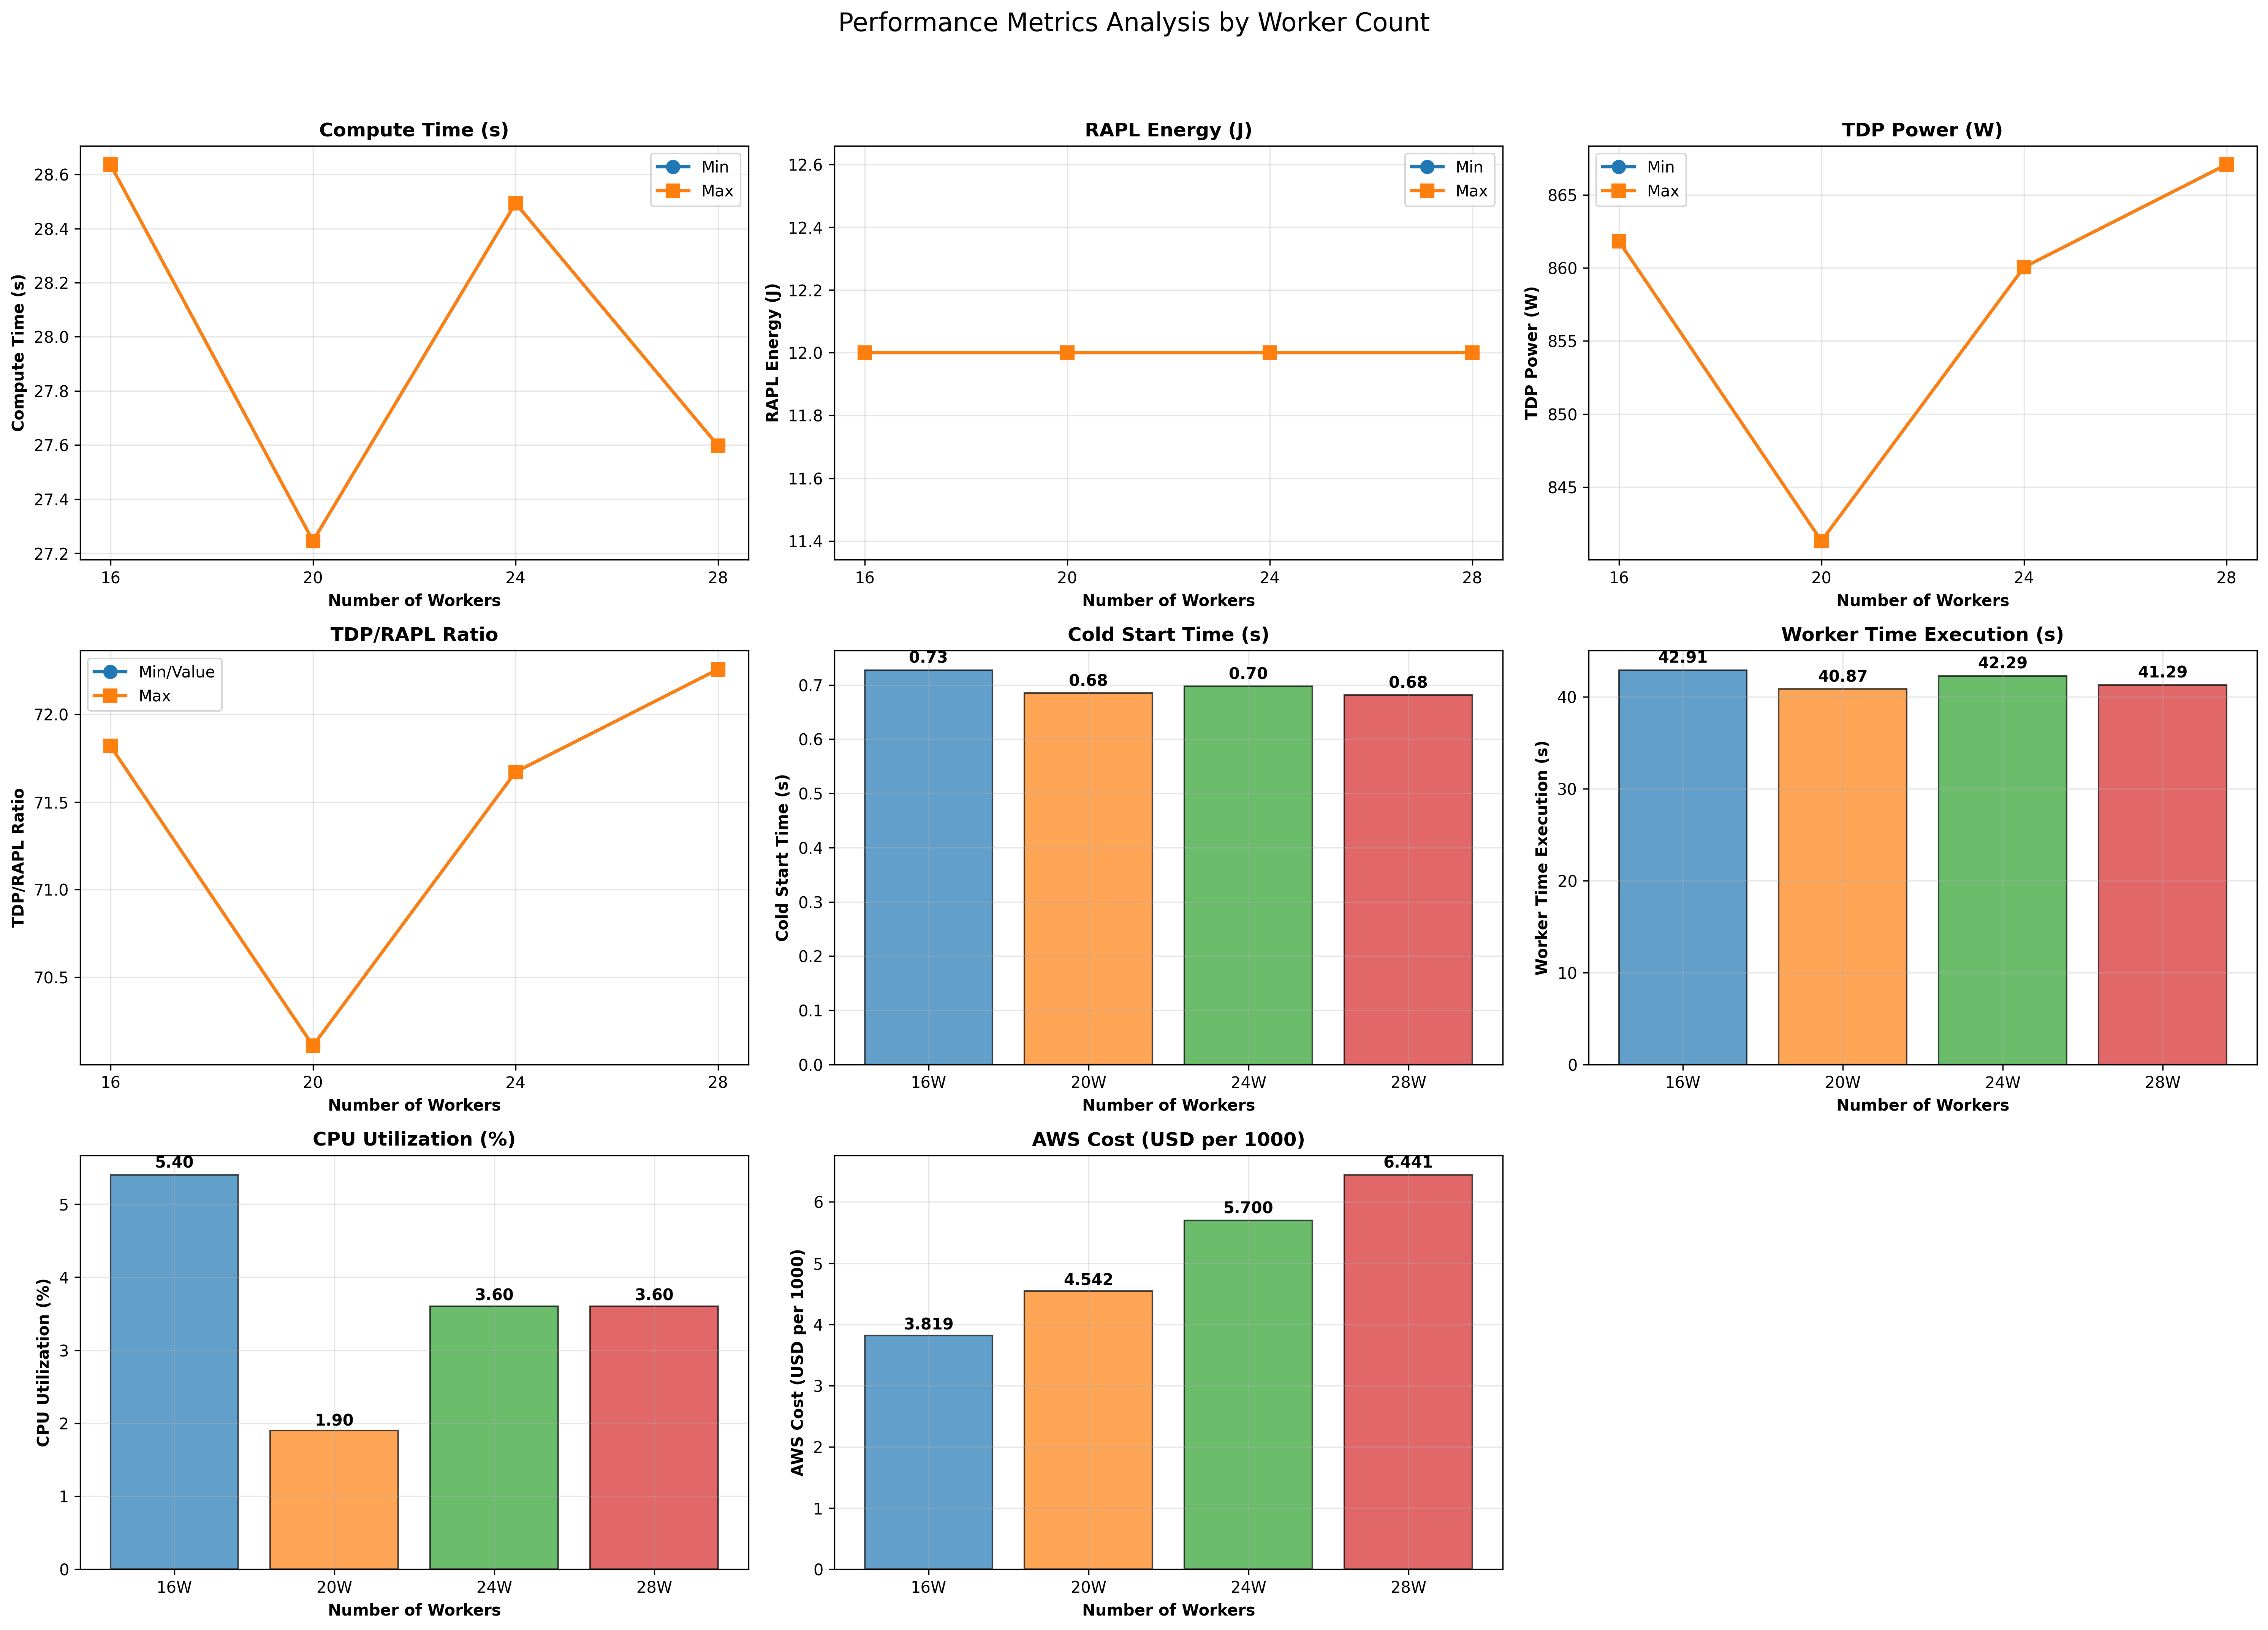 Performance Metrics Analysis by Worker Count
Compute Time (s)
Compute Time (s)
28.6
28.4
28.2
28.0
27.8
27.6
27.4
27.2
Min
Max
16 20 24 28
Number of Workers
RAPL Energy (J)
RAPL Energy (J)
12.6
12.4
12.2
12.0
11.8
11.6
11.4
Min
Max
16 20 24 28
Number of Workers
TDP Power (W)
TDP Power (W)
865
860
855
850
845
Min
Max
16 20 24 28
Number of Workers
TDP/RAPL Ratio
TDP/RAPL Ratio
72.0
71.5
71.0
70.5
Min/Value
Max
16 20 24 28
Number of Workers
Cold Start Time (s)
Cold Start Time (s)
0.7
0.6
0.5
0.4
0.3
0.2
0.1
0.0
0.73 0.68 0.70 0.68
16W 20W 24W 28W
Number of Workers
Worker Time Execution (s)
Worker Time Execution (s)
40
30
20
10
0
42.91 40.87 42.29 41.29
16W 20W 24W 28W
Number of Workers
CPU Utilization (%)
CPU Utilization (%)
5
4
3
2
1
0
5.40 1.90 3.60 3.60
16W 20W 24W 28W
Number of Workers
AWS Cost (USD per 1000)
AWS Cost (USD per 1000)
6
5
4
3
2
1
0
3.819 4.542 5.700 6.441
16W 20W 24W 28W
Number of Workers